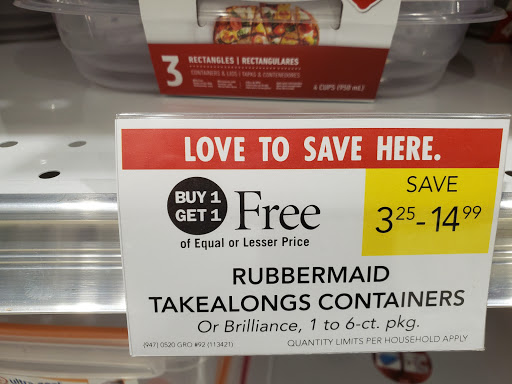 3 RECTANGLES | RECTANGULARES
CONTAINERS & LIDS | TAPAS & CONTENEDORES
4 CUPS (950 mL)
LOVE TO SAVE HERE.
BUY 1
GET 1
Free
of Equal or Lesser Price
SAVE
3 25 - 14 99
RUBBERMAID
TAKEALONGS CONTAINERS
Or Brilliance, 1 to 6-ct. pkg.
(947) 0520 GRO #92 (113421)
QUANTITY LIMITS PER HOUSEHOLD APPLY